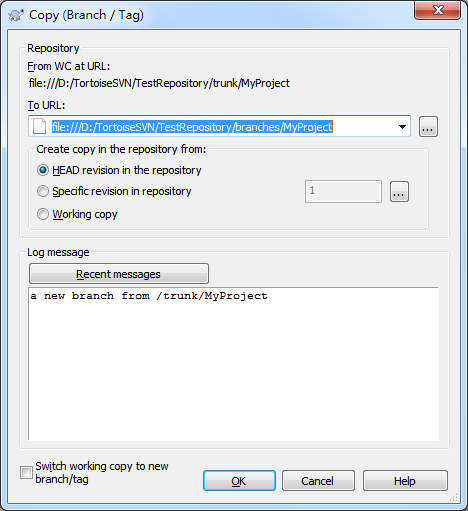 Copy (Branch / Tag)
Repository
From WC at URL:
file:///D:/TortoiseSVN/TestRepository/trunk/MyProject
To URL:
file:///D:/TortoiseSVN/TestRepository/branches/MyProject
...
Create copy in the repository from:
HEAD revision in the repository
Specific revision in repository
1
...
Working copy
Log message
Recent messages
a new branch from /trunk/MyProject
Switch working copy to new
branch/tag
OK
Cancel
Help